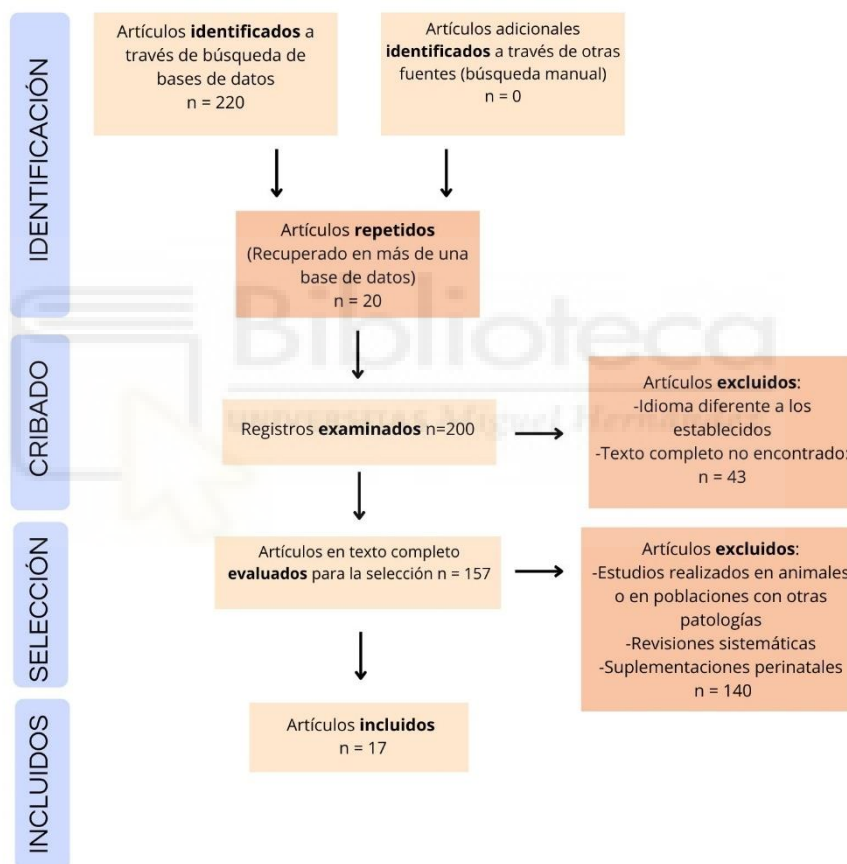 IDENTIFICACIÓN
Artículos identificados a
través de búsqueda de
bases de datos
n = 220
Artículos adicionales
identificados a través de otras
fuentes (búsqueda manual)
n = 0
Artículos repetidos
(Recuperado en más de una
base de datos)
n = 20
Biblioteca
UNIVERSITAS Miguel Hernández
CRIBADO
Registros examinados n=200
Artículos excluidos:
-Idioma diferente a los
establecidos
-Texto completo no encontrado:
n = 43
SELECCIÓN
Artículos en texto completo
evaluados para la selección n = 157
Artículos excluidos:
-Estudios realizados en animales
o en poblaciones con otras
patologías
-Revisiones sistemáticas
-Suplementaciones perinatales
n = 140
INCLUIDOS
Artículos incluidos
n = 17